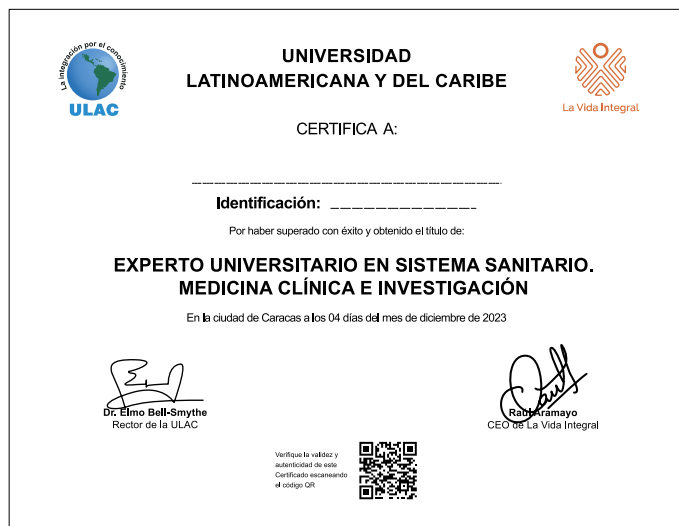 La integración por el conocimiento
ULAC
UNIVERSIDAD
LATINOAMERICANA Y DEL CARIBE
La Vida Integral
CERTIFICA A:
Identificación:
Por haber superado con éxito y obtenido el título de:
EXPERTO UNIVERSITARIO EN SISTEMA SANITARIO.
MEDICINA CLÍNICA E INVESTIGACIÓN
En la ciudad de Caracas a los 04 días del mes de diciembre de 2023
Dr. Elmo Bell-Smythe
Rector de la ULAC
Raúl Aramayo
CEO de La Vida Integral
Verifique la validez y
autenticidad de este
Certificado escaneando
el código QR